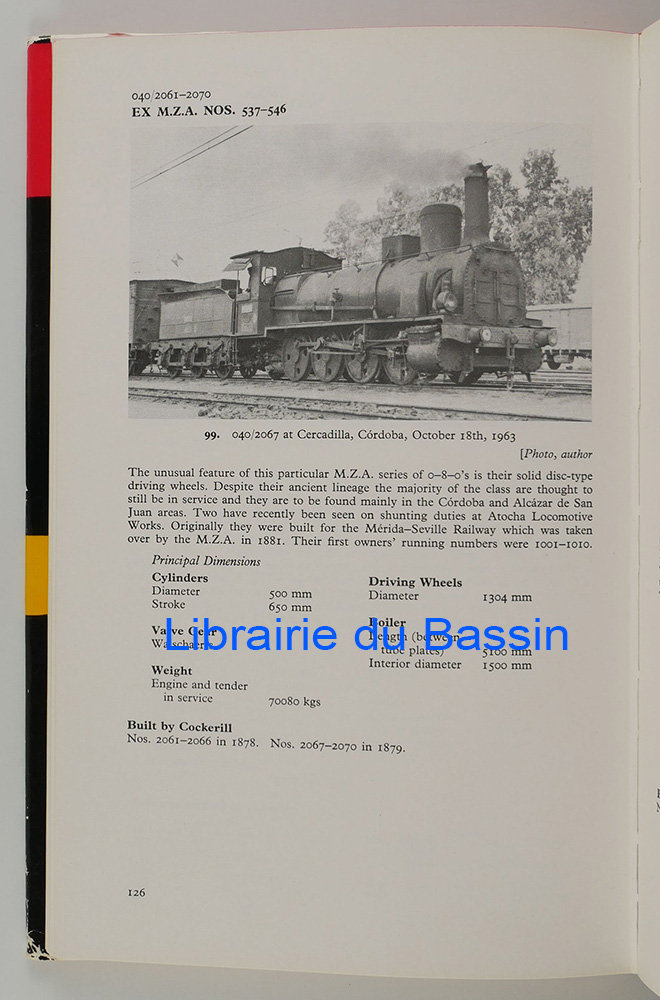 040/2061–2070
EX M.Z.A. NOS. 537–546
99. 040/2067 at Cercadilla, Córdoba, October 18th, 1963
[Photo, author
The unusual feature of this particular M.Z.A. series of 0–8–0's is their solid disc-type
driving wheels. Despite their ancient lineage the majority of the class are thought to
still be in service and they are to be found mainly in the Córdoba and Alcázar de San
Juan areas. Two have recently been seen on shunting duties at Atocha Locomotive
Works. Originally they were built for the Mérida–Seville Railway which was taken
over by the M.Z.A. in 1881. Their first owners' running numbers were 1001–1010.
Principal Dimensions
Cylinders
Diameter 500 mm
Stroke 650 mm
Valve Gear
Walschaerts
Weight
Engine and tender
in service 70080 kgs
Driving Wheels
Diameter 1304 mm
Boiler
Length (between
tube plates) 5100 mm
Interior diameter 1500 mm
Librairie du Bassin
Built by Cockerill
Nos. 2061–2066 in 1878. Nos. 2067–2070 in 1879.
126